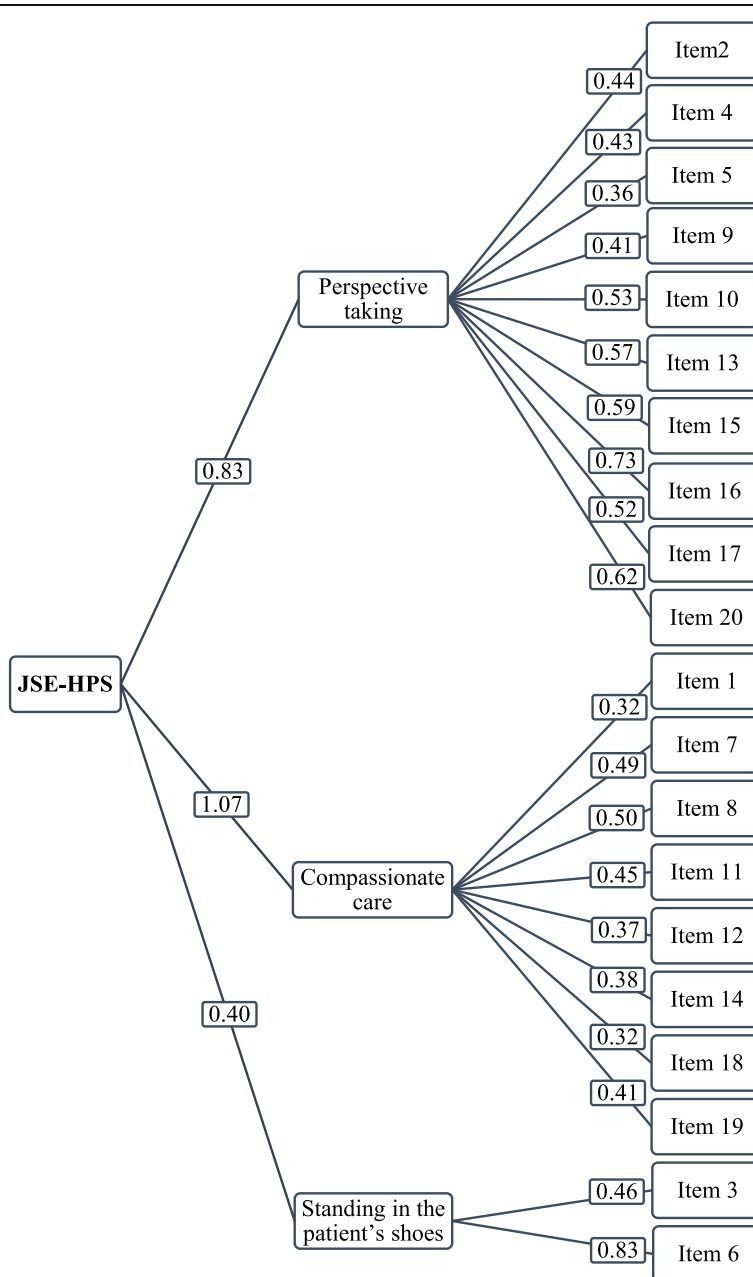 Item2
0.44
Item 4
0.43
Item 5
0.36
Item 9
0.41
Perspective
taking
0.53
Item 10
0.57
Item 13
0.59
Item 15
0.73
Item 16
0.83
0.52
Item 17
0.62
Item 20
JSE-HPS
Item 1
0.32
Item 7
0.49
Item 8
0.50
1.07
Compassionate
care
0.45
Item 11
0.37
Item 12
0.38
Item 14
0.40
0.32
Item 18
0.41
Item 19
Standing in the
patient's shoes
0.46
Item 3
0.83
Item 6